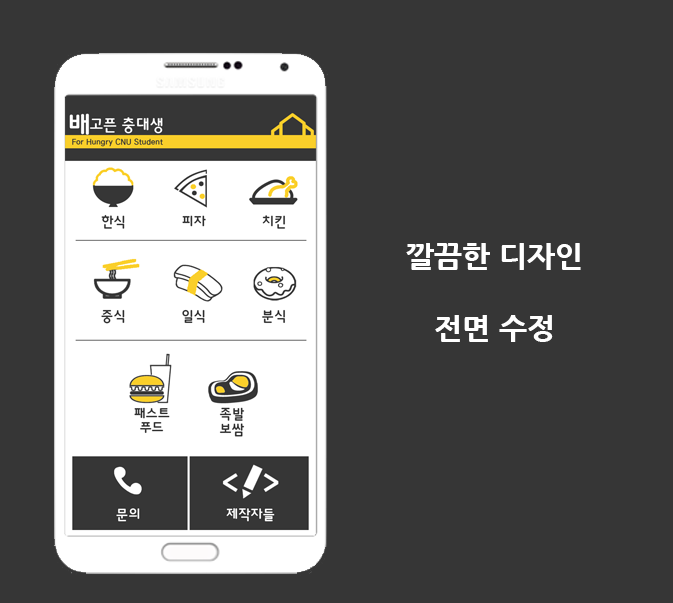 SAMSUNG
배고픈 충대생
For Hungry CNU Student
한식
피자
치킨
중식
일식
분식
패스트
푸드
족발
보쌈
문의
제작자들
깔끔한 디자인
전면 수정